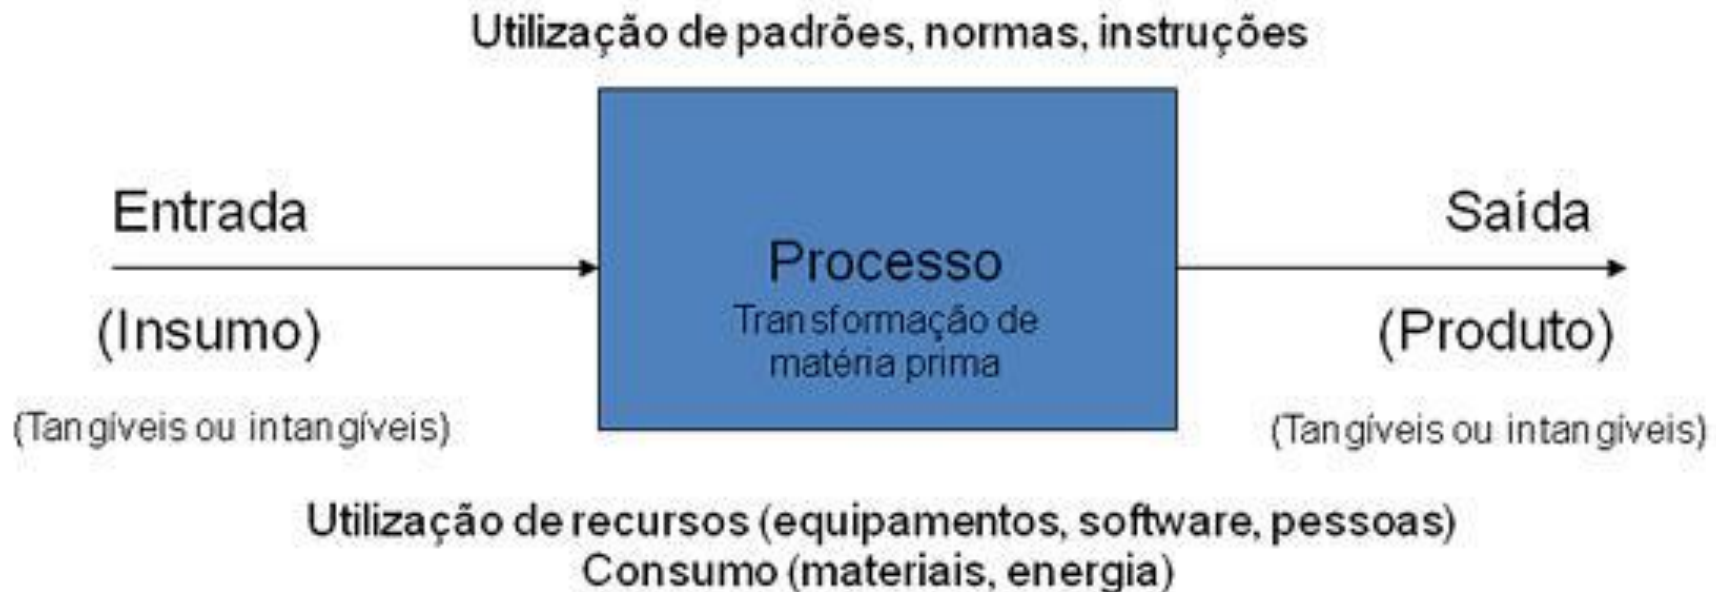 Utilização de padrões, normas, instruções
Entrada
(Insumo)
(Tangíveis ou intangíveis)
Processo
Transformação de
matéria prima
Saída
(Produto)
(Tangíveis ou intangíveis)
Utilização de recursos (equipamentos, software, pessoas)
Consumo (materiais, energia)